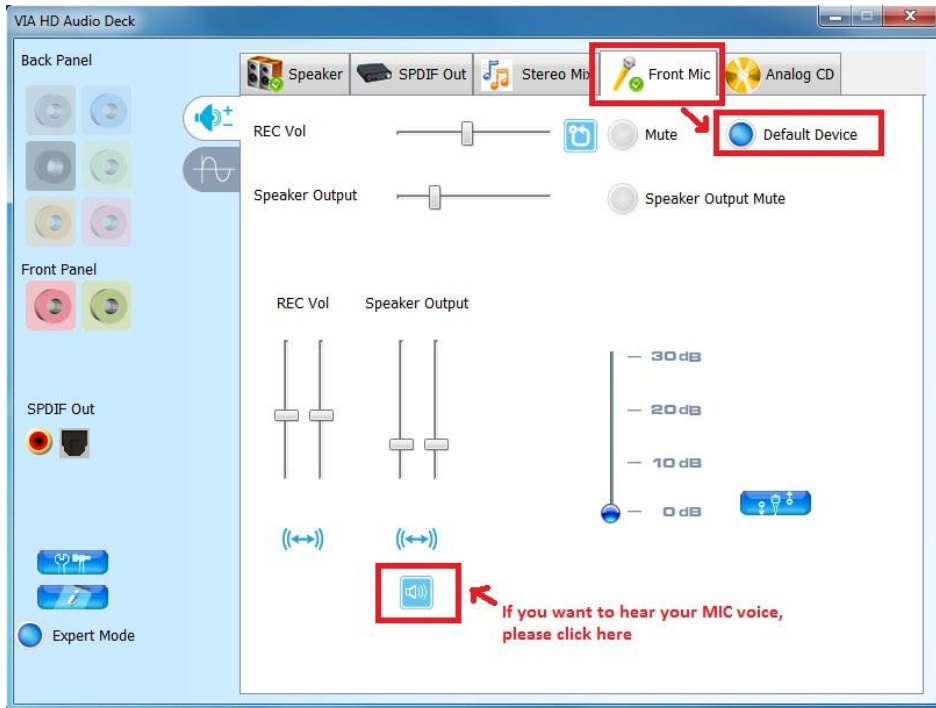 VIA HD Audio Deck
Back Panel
Speaker
SPDIF Out
Stereo Mix
Front Mic
Analog CD
REC Vol
Mute
Default Device
Speaker Output
Speaker Output Mute
Front Panel
REC Vol
Speaker Output
30dB
20dB
SPDIF Out
10dB
0dB
If you want to hear your MIC voice,
please click here
Expert Mode